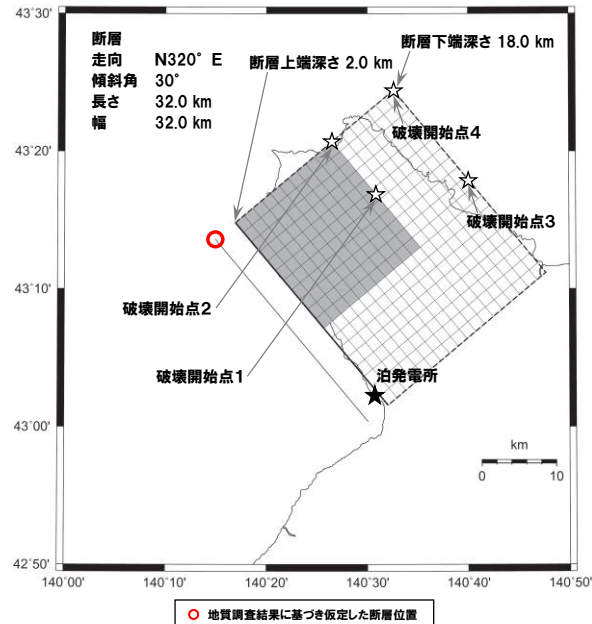 43°30'
断層
走向 N320°E
傾斜角 30°
長さ 32.0 km
幅 32.0 km
断層上端深さ 2.0 km
断層下端深さ 18.0 km
破壊開始点4
43°20'
破壊開始点3
43°10'
破壊開始点2
破壊開始点1
泊発電所
43°00'
km
0 10
42°50'
140°00' 140°10' 140°20' 140°30' 140°40' 140°50'
地質調査結果に基づき仮定した断層位置